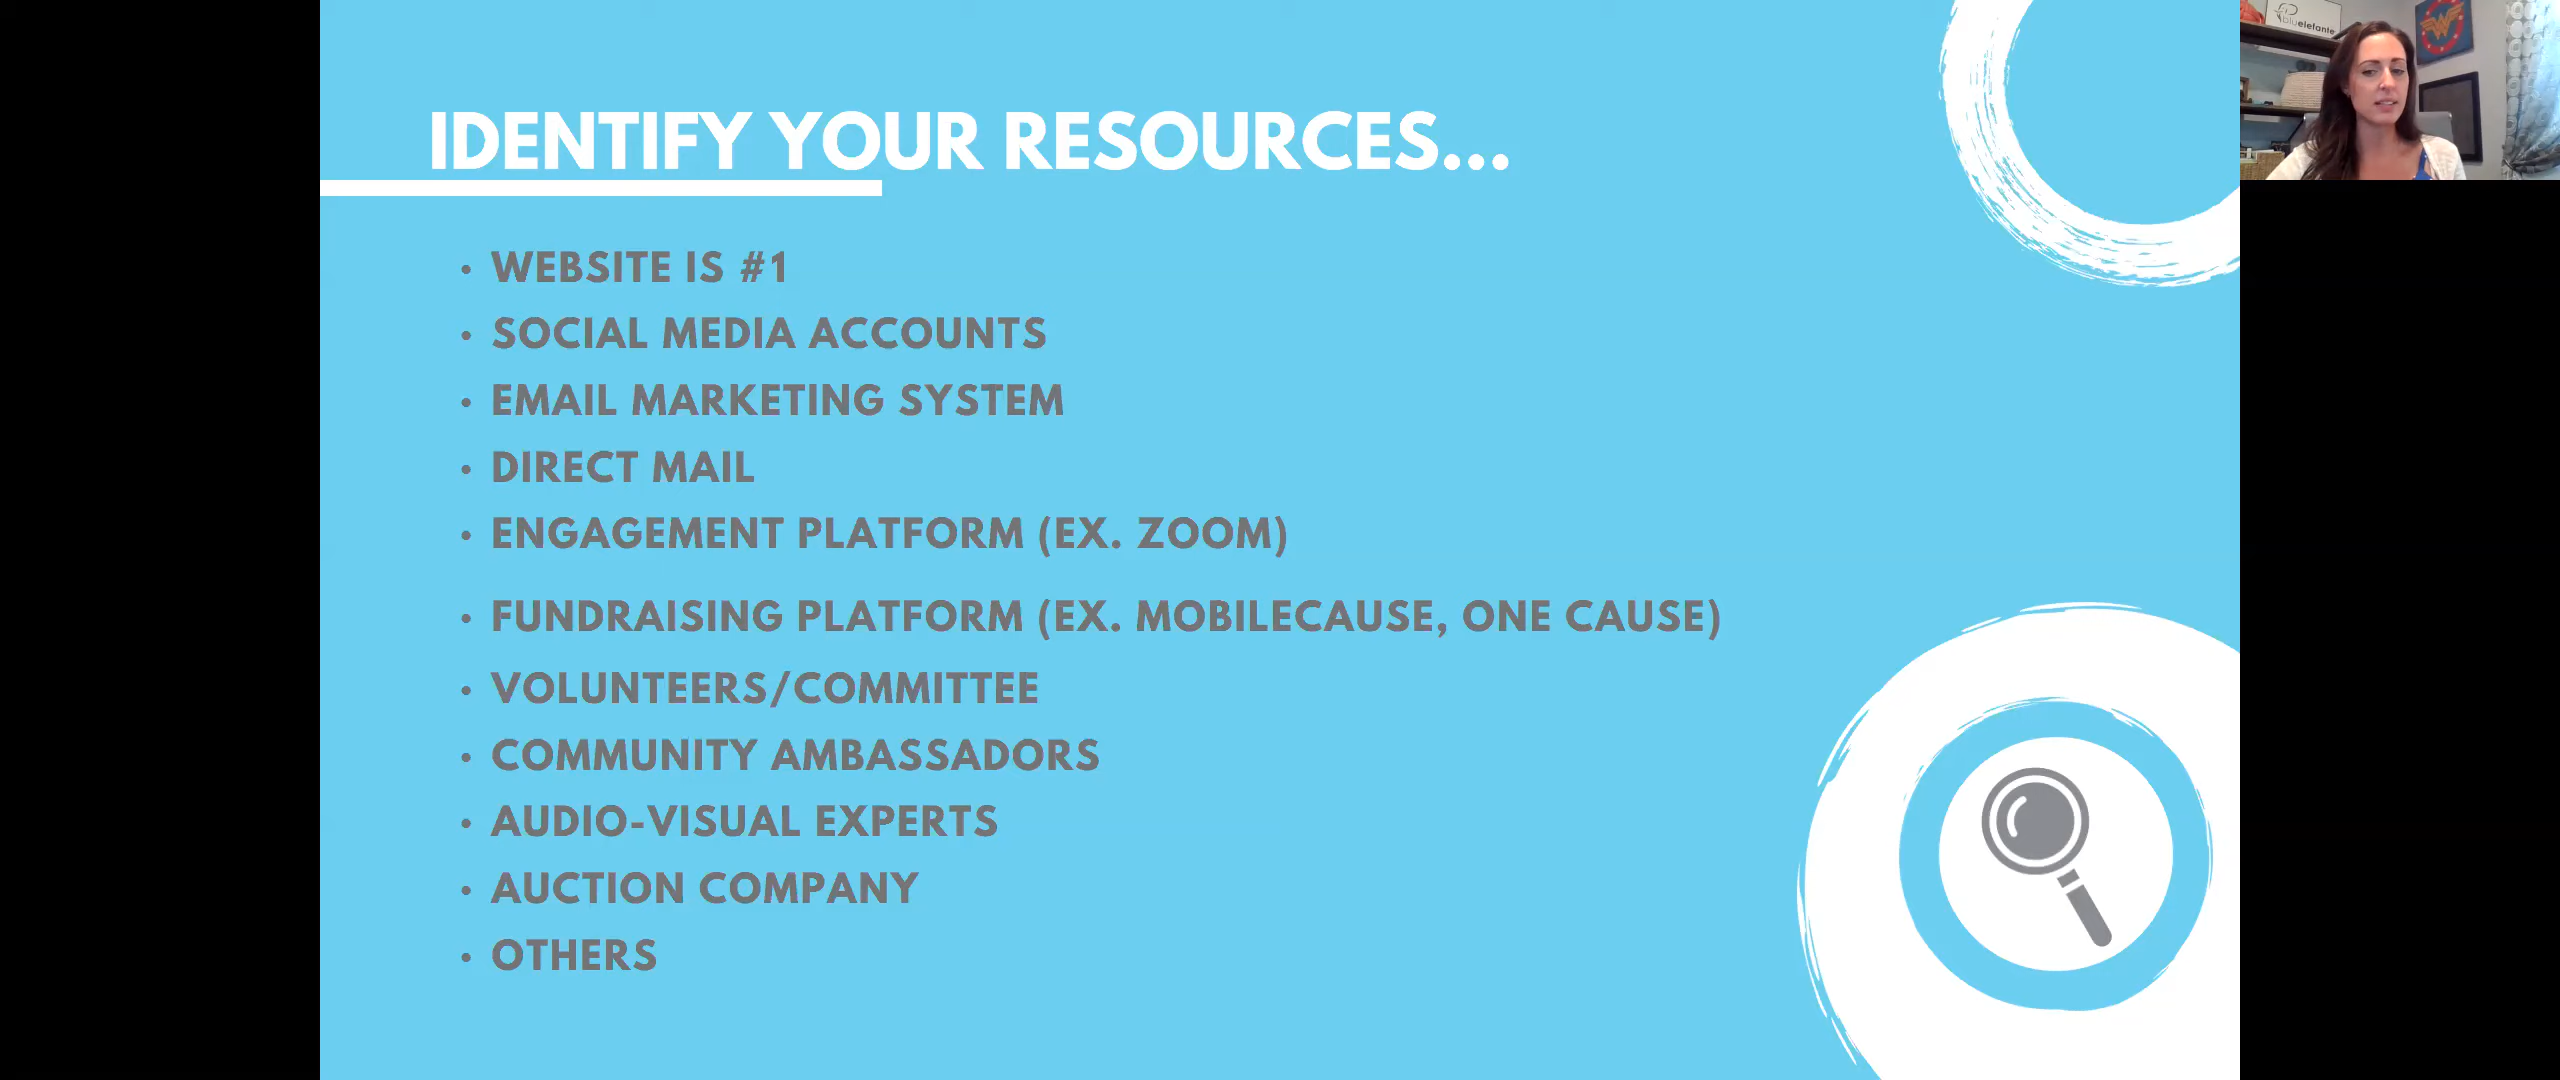 IDENTIFY YOUR RESOURCES...
• WEBSITE IS #1
• SOCIAL MEDIA ACCOUNTS
• EMAIL MARKETING SYSTEM
• DIRECT MAIL
• ENGAGEMENT PLATFORM (EX. ZOOM)
• FUNDRAISING PLATFORM (EX. MOBILECAUSE, ONE CAUSE)
• VOLUNTEERS/COMMITTEE
• COMMUNITY AMBASSADORS
• AUDIO-VISUAL EXPERTS
• AUCTION COMPANY
• OTHERS
bluelefante